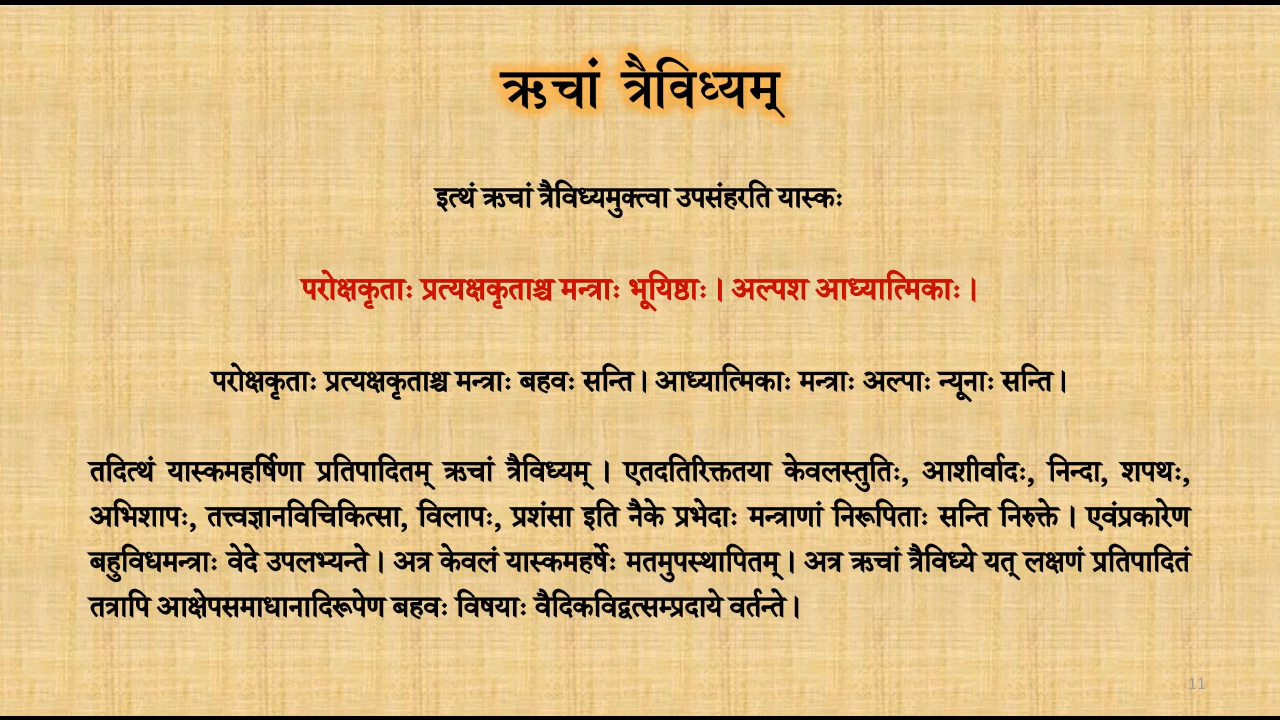 ऋचां त्रैविध्यम्
इत्थं ऋचां त्रैविध्यमुक्त्वा उपसंहरति यास्कः
परोक्षकृताः प्रत्यक्षकृताश्च मन्त्राः भूयिष्ठाः । अल्पश आध्यात्मिकाः ।
परोक्षकृताः प्रत्यक्षकृताश्च मन्त्राः बहवः सन्ति । आध्यात्मिकाः मन्त्राः अल्पाः न्यूनाः सन्ति ।
तदित्थं यास्कमहर्षिणा प्रतिपादितम् ऋचां त्रैविध्यम् । एतदतिरिक्ततया केवलस्तुतिः, आशीर्वादः, निन्दा, शपथः,
अभिशापः, तत्त्वज्ञानविचिकित्सा, विलापः, प्रशंसा इति नैके प्रभेदाः मन्त्राणां निरूपिताः सन्ति निरुक्ते । एवंप्रकारेण
बहुविधमन्त्राः वेदे उपलभ्यन्ते । अत्र केवलं यास्कमहर्षेः मतमुपस्थापितम् । अत्र ऋचां त्रैविध्ये यत् लक्षणं प्रतिपादितं
तत्रापि आक्षेपसमाधानादिरूपेण बहवः विषयाः वैदिकविद्वत्सम्प्रदाये वर्तन्ते ।
11